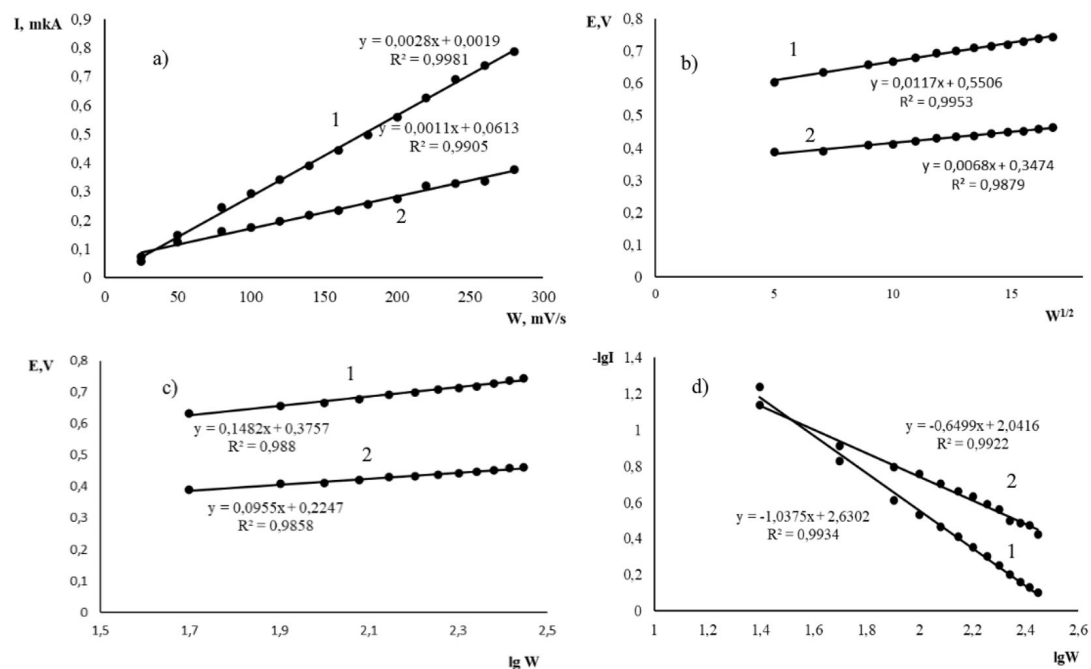 I, mkA
0,9
0,8
0,7
0,6
0,5
0,4
0,3
0,2
0,1
0
a)
y = 0,0028x + 0,0019
R² = 0,9981
1
y = 0,0011x + 0,0613
R² = 0,9905
2
50
100
150
200
250
300
W, mV/s
E,V
0,8
0,7
0,6
0,5
0,4
0,3
0,2
0,1
0
b)
1
y = 0,0117x + 0,5506
R² = 0,9953
2
y = 0,0068x + 0,3474
R² = 0,9879
0
5
10
15
W1/2
E,V
0,8
0,7
0,6
0,5
0,4
0,3
0,2
0,1
0
c)
1
y = 0,1482x + 0,3757
R² = 0,988
2
y = 0,0955x + 0,2247
R² = 0,9858
1,5
1,7
1,9
2,1
2,3
2,5
lg W
-lgI
1,4
1,2
1
0,8
0,6
0,4
0,2
0
d)
y = -0,6499x + 2,0416
R² = 0,9922
2
y = -1,0375x + 2,6302
R² = 0,9934
1
1
1,2
1,4
1,6
1,8
2
2,2
2,4
2,6
lgW